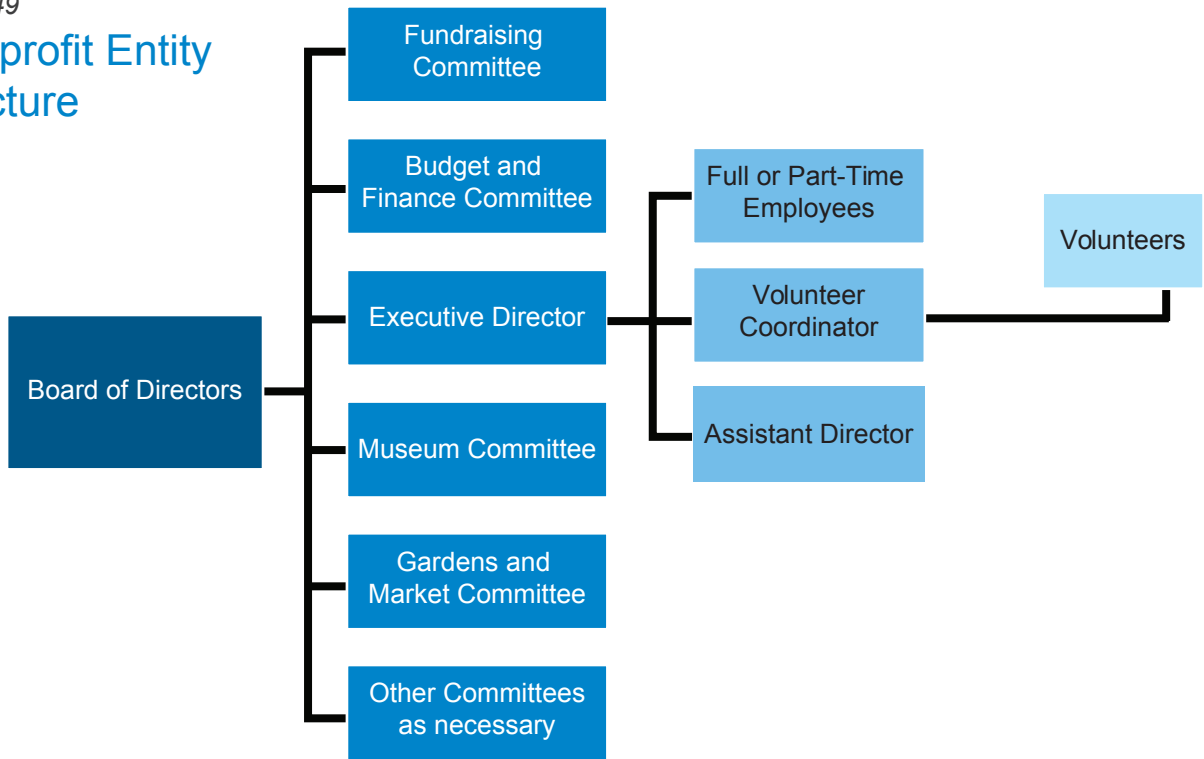 49
profit Entity
cture
Fundraising
Committee
Budget and
Finance Committee
Executive Director
Museum Committee
Gardens and
Market Committee
Other Committees
as necessary
Board of Directors
Full or Part-Time
Employees
Volunteer
Coordinator
Assistant Director
Volunteers